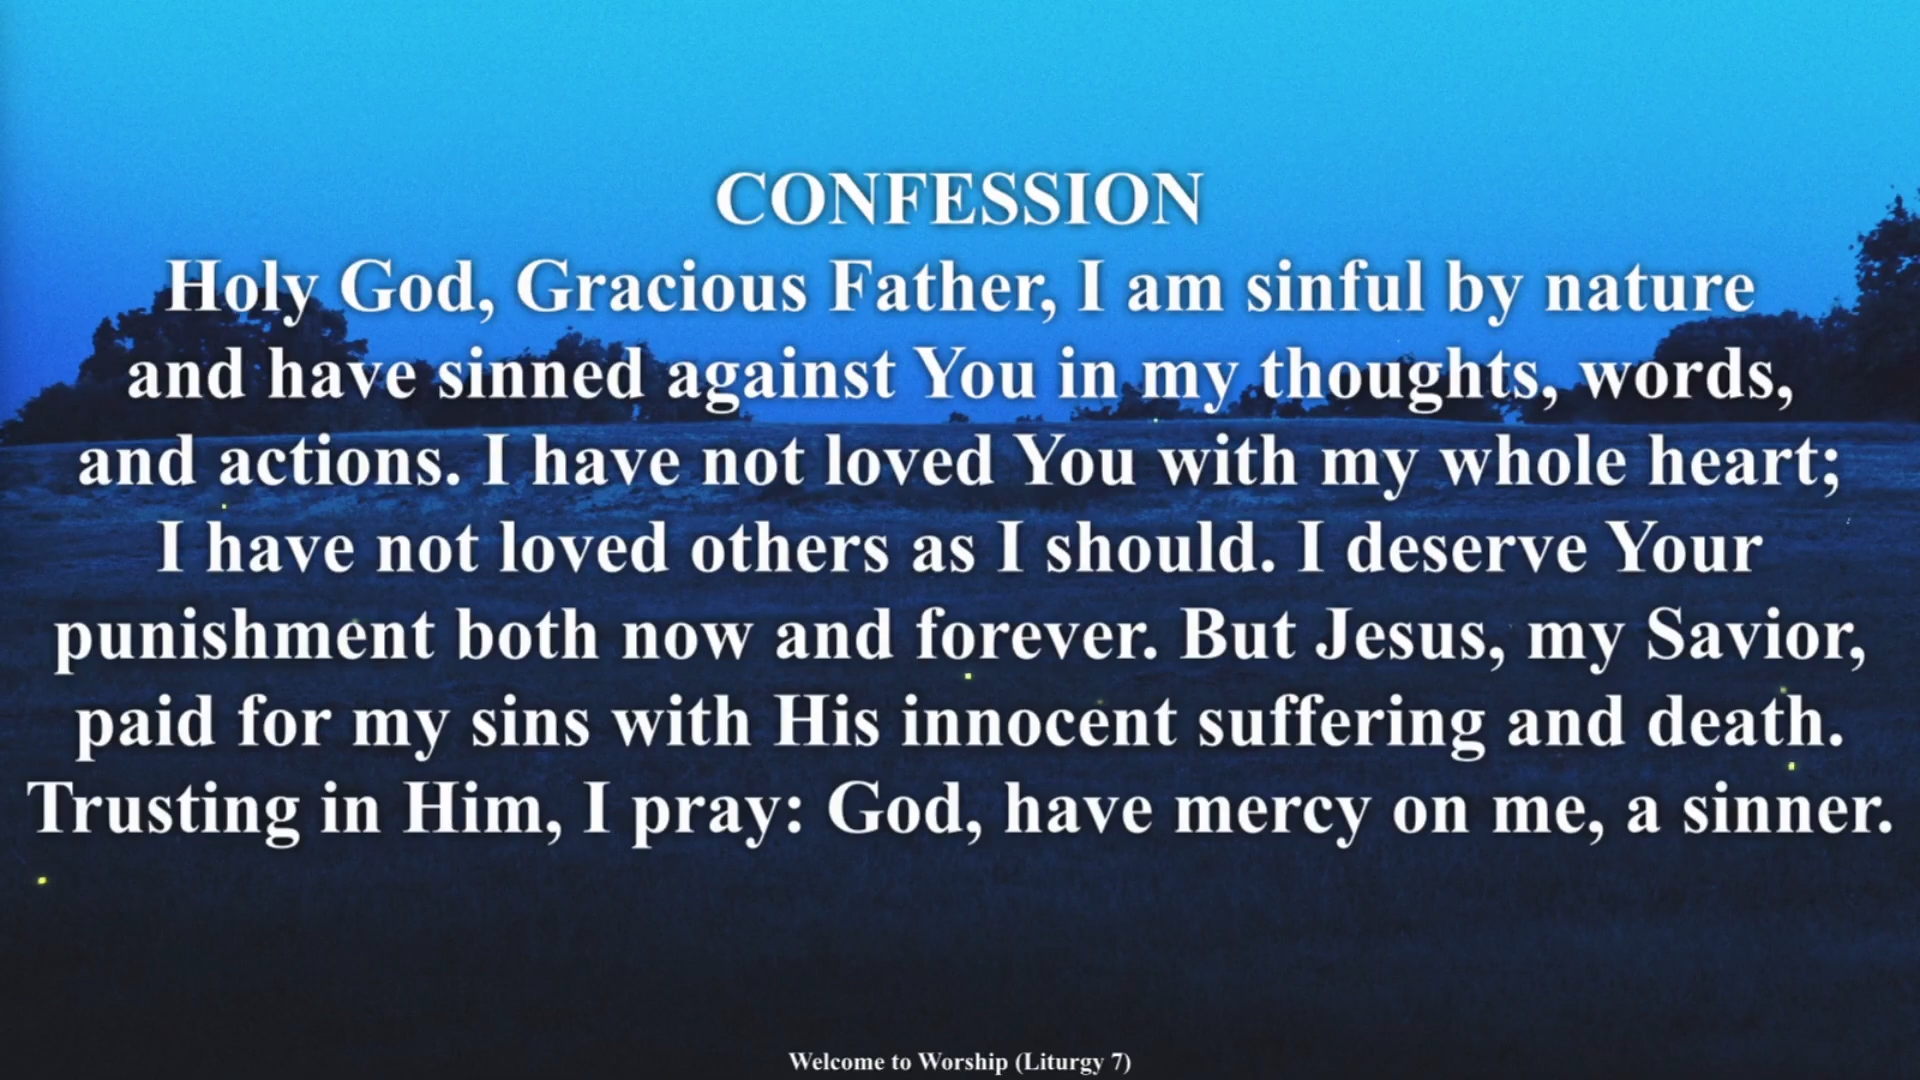 CONFESSION
Holy God, Gracious Father, I am sinful by nature
and have sinned against You in my thoughts, words,
and actions. I have not loved You with my whole heart;
I have not loved others as I should. I deserve Your
punishment both now and forever. But Jesus, my Savior,
paid for my sins with His innocent suffering and death.
Trusting in Him, I pray: God, have mercy on me, a sinner.
Welcome to Worship (Liturgy 7)